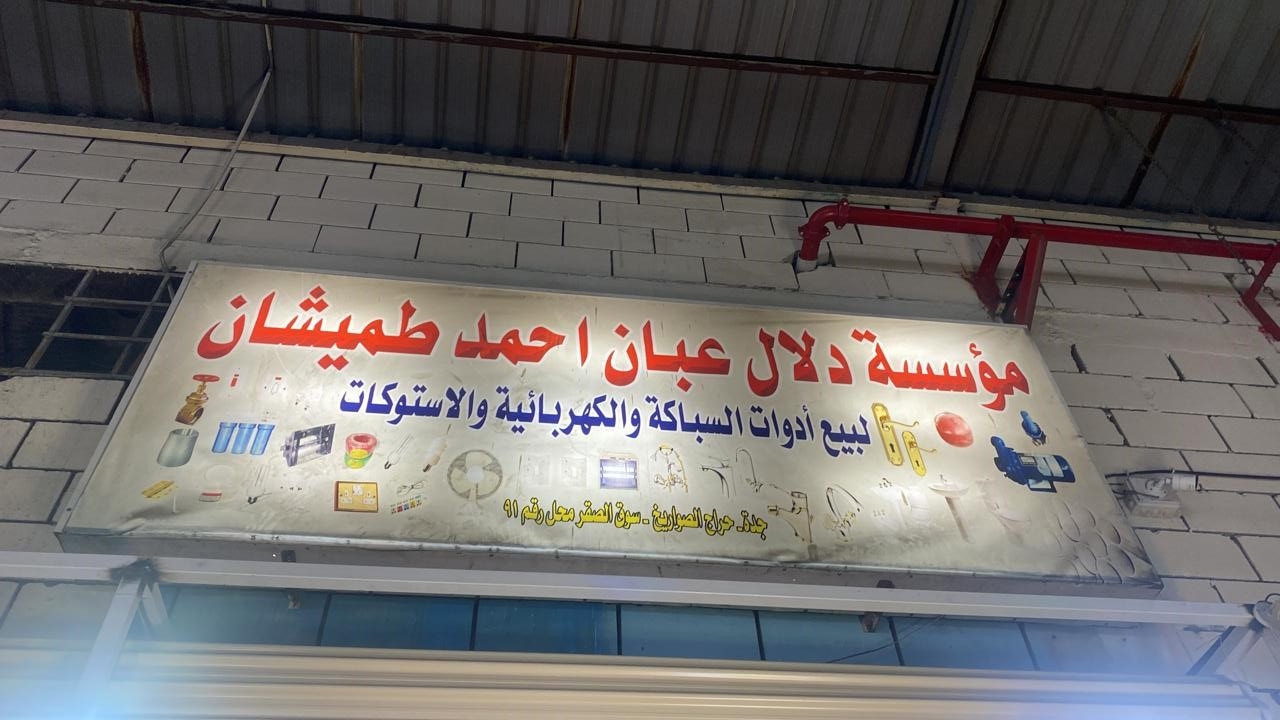 مؤسسة دلال عبان احمد طميشان
لبيع أدوات السباكة والكهربائية والاستوكات
جدة - حراج الصواريخ - سوق الصقر محل رقم ٩١